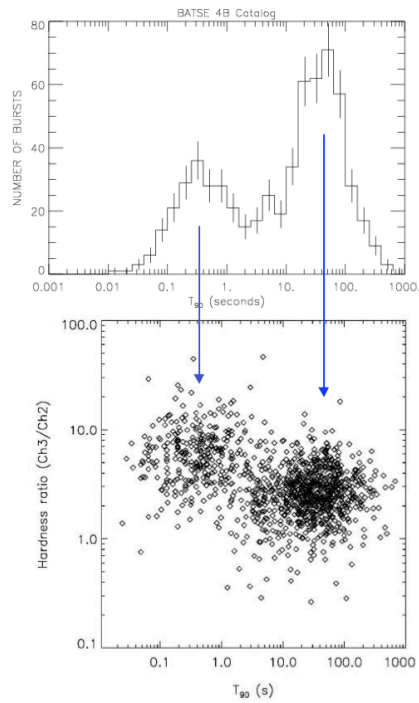 BATSE 4B Catalog
NUMBER OF BURSTS
80
60
40
20
0
0.001 0.01 0.1 1. 10. 100. 1000.
T90 (seconds)
Hardness ratio (Ch3/Ch2)
100.0
10.0
1.0
0.1
0.1 1.0 10.0 100.0 1000
T90 (s)